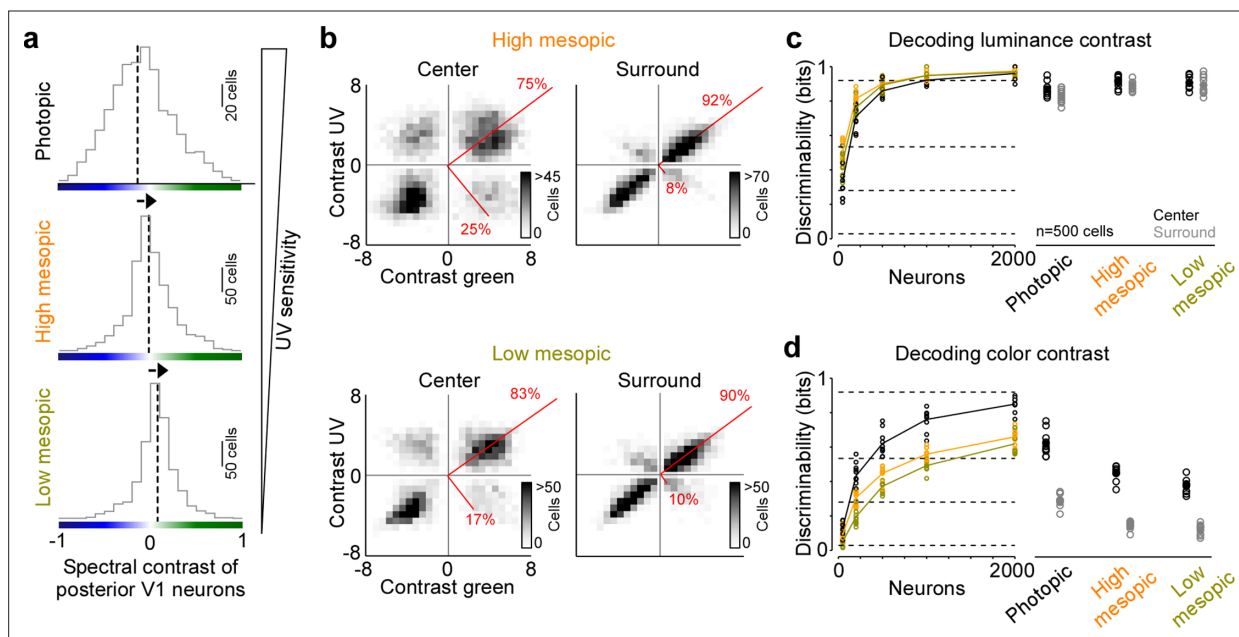 a
Photopic
20 cells
High mesopic
50 cells
Low mesopic
50 cells
UV sensitivity
-1
0
1
Spectral contrast of
posterior V1 neurons
b
High mesopic
Center
Surround
8
0
-8
Contrast UV
75%
25%
>45
0
Cells
-8
0
8
Contrast green
92%
8%
>70
0
Cells
Low mesopic
Center
Surround
8
0
-8
Contrast UV
83%
17%
>50
0
Cells
-8
0
8
Contrast green
90%
10%
>50
0
Cells
c
Decoding luminance contrast
Discriminability (bits)
1
0
0
2000
Neurons
n=500 cells
Center
Surround
Photopic
High
mesopic
Low
mesopic
d
Decoding color contrast
Discriminability (bits)
1
0
0
2000
Neurons
Photopic
High
mesopic
Low
mesopic